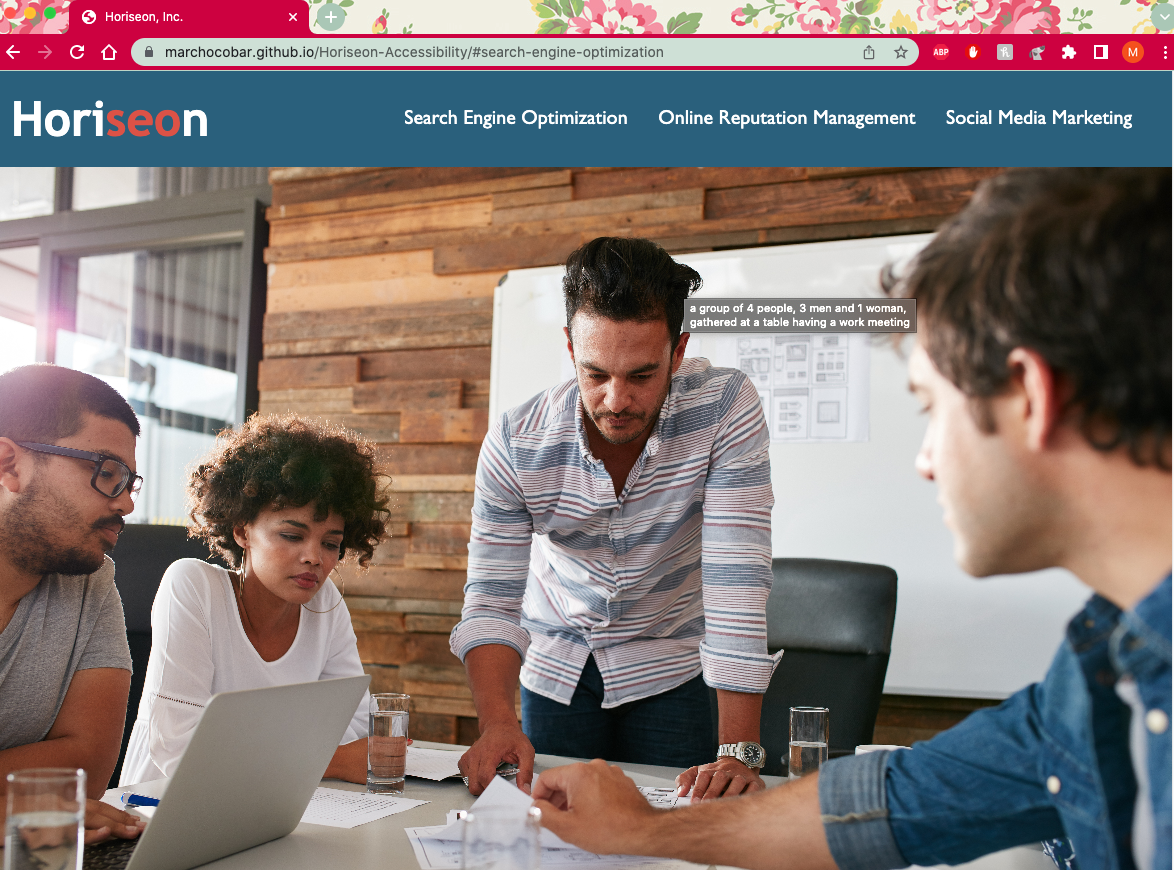 Horiseon, Inc.
marchocobar.github.io/Horiseon-Accessibility/#search-engine-optimization
ABP
M
Horiseon
Search Engine Optimization
Online Reputation Management
Social Media Marketing
a group of 4 people, 3 men and 1 woman,
gathered at a table having a work meeting